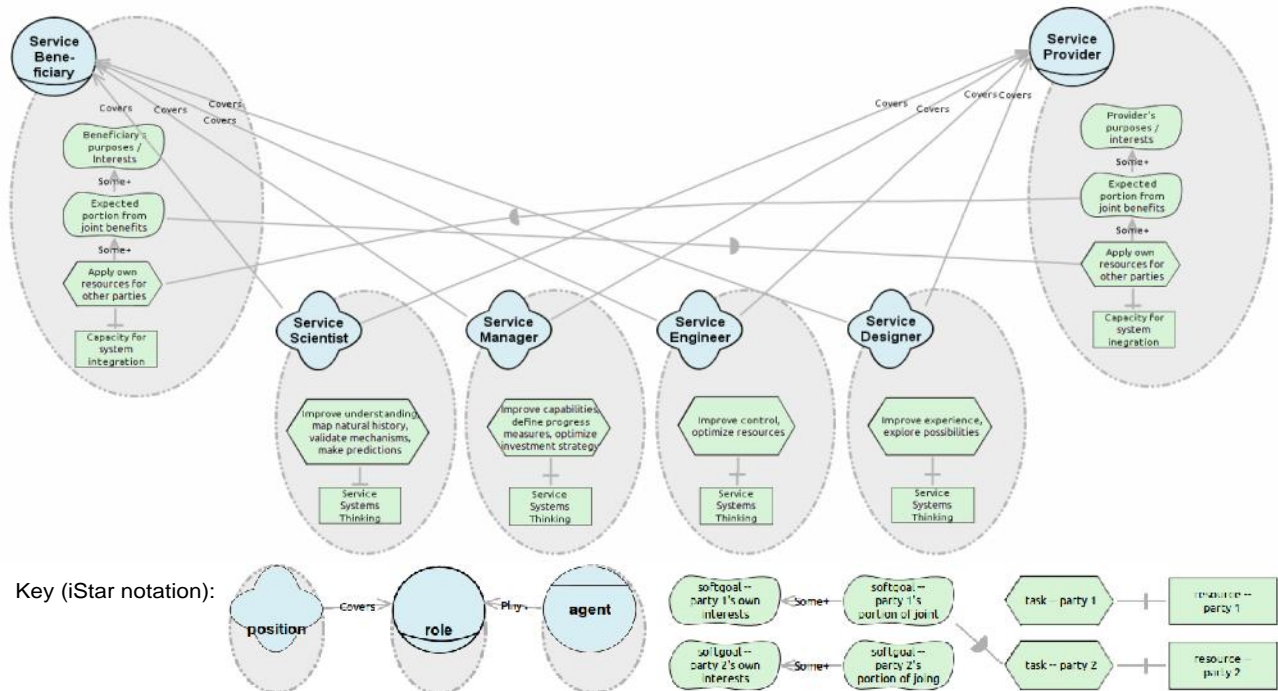 Service
Bene-
ficiary
Service
Provider
Covers
Covers
Covers
Covers
Covers
Covers
Covers
Covers
Beneficiary's
purposes /
Interests
Some+
Expected
portion from
joint benefits
Some+
Apply own
resources for
other parties
Capacity for
system
integration
Provider's
purposes /
interests
Some+
Expected
portion from
joint benefits
Some+
Apply own
resources for
other parties
Capacity for
system
inegration
Service
Scientist
Improve understanding,
map natural history,
validate mechanisms,
make predictions
Service
Systems
Thinking
Service
Manager
Improve capabilities,
define progress
measures, optimize
investment strategy
Service
Systems
Thinking
Service
Engineer
Improve control,
optimize resources
Service
Systems
Thinking
Service
Designer
Improve experience,
explore possibilities
Service
Systems
Thinking
Key (iStar notation):
position
Covers
role
agent
softgoal --
party 1's own
interests
Some+
softgoal --
party 1's
portion of joint
task -- party 1
resource --
party 1
softgoal --
party 2's own
interests
Some+
softgoal --
party 2's
portion of joing
task -- party 2
resource --
party 2